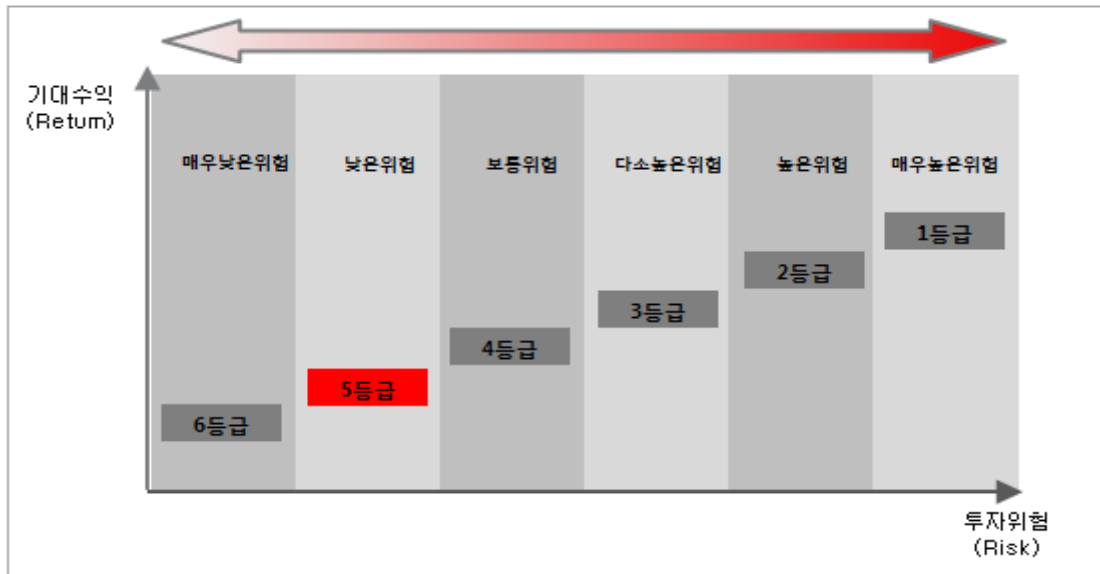 기대수익
(Return)
매우낮은위험 낮은위험 보통위험 다소높은위험 높은위험 매우높은위험
1등급
2등급
3등급
4등급
5등급
6등급
투자위험
(Risk)